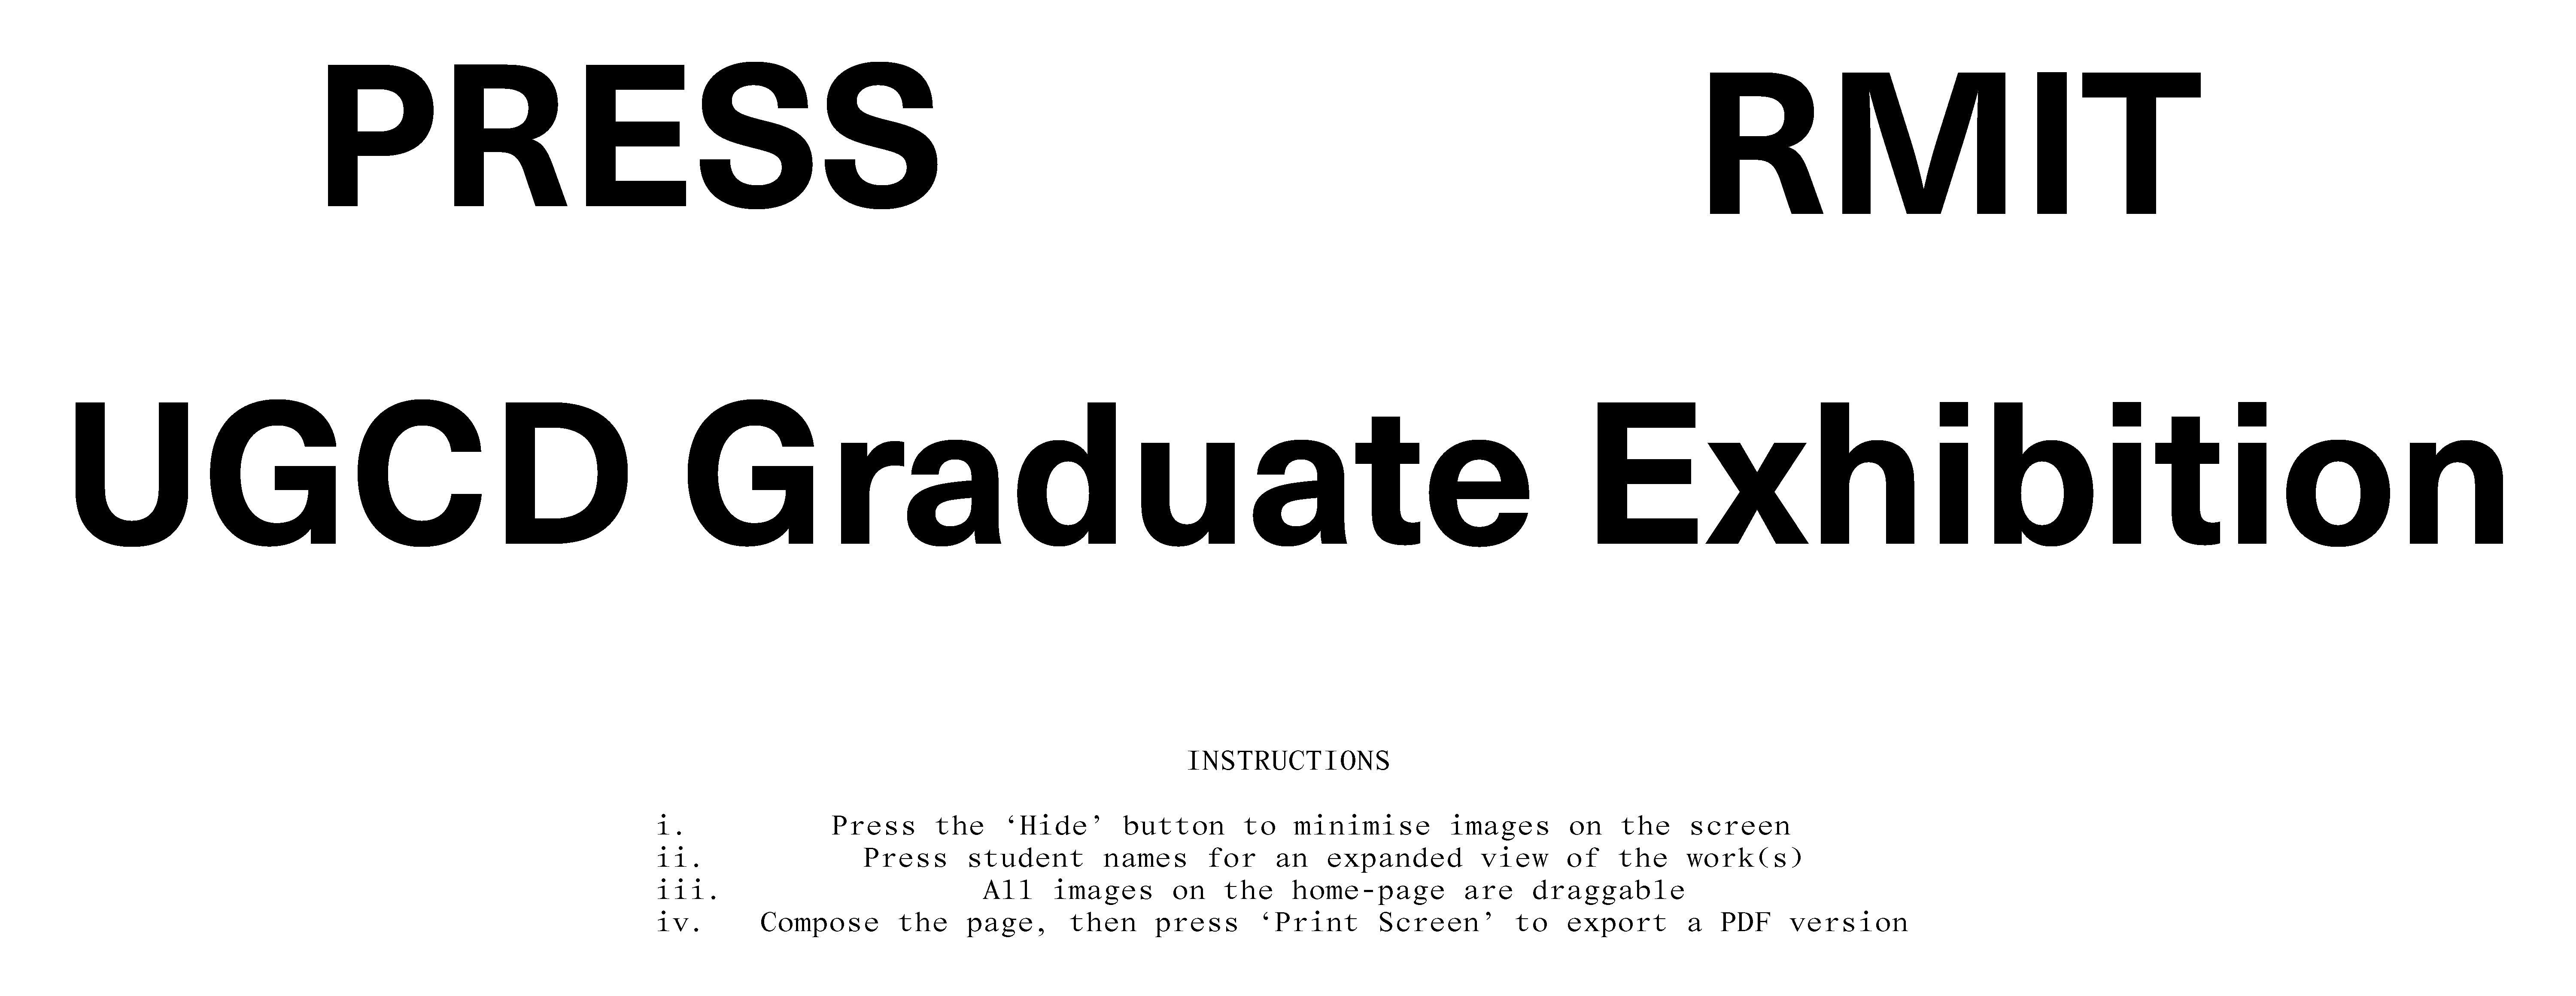 PRESS RMIT
UGCD Graduate Exhibition
INSTRUCTIONS
i. Press the ‘Hide’ button to minimise images on the screen
ii. Press student names for an expanded view of the work(s)
iii. All images on the home-page are draggable
iv. Compose the page, then press ‘Print Screen’ to export a PDF version